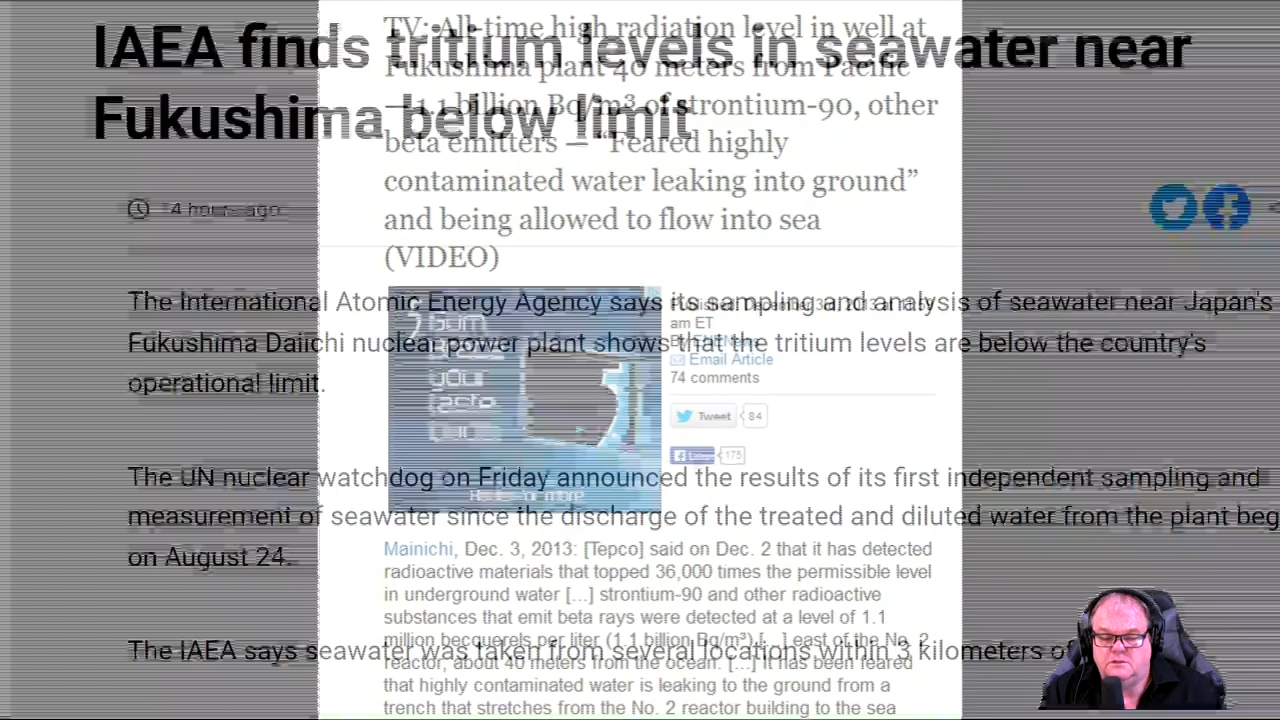 IAEA finds tritium levels in seawater near
Fukushima below limit
14 hours ago
The International Atomic Energy Agency says its sampling and analysis of seawater near Japan's
Fukushima Daiichi nuclear power plant shows that the tritium levels are below the country's
operational limit.
The UN nuclear watchdog on Friday announced the results of its first independent sampling and
measurement of seawater since the discharge of the treated and diluted water from the plant beg
on August 24.
The IAEA says seawater was taken from several locations within 3 kilometers of
TV: All-time high radiation level in well at
Fukushima plant 40 meters from Pacific
— 1.1 billion Bq/m³ of strontium-90, other
beta emitters — “Feared highly
contaminated water leaking into ground”
and being allowed to flow into sea
(VIDEO)
am ET
Email Article
74 comments
Tweet 84
175
your
Mainichi, Dec. 3, 2013: [Tepco] said on Dec. 2 that it has detected
radioactive materials that topped 36,000 times the permissible level
in underground water [...] strontium-90 and other radioactive
substances that emit beta rays were detected at a level of 1.1
million becquerels per liter (1.1 billion Bq/m³) [...] east of the No. 2
reactor, about 40 meters from the ocean. [...] it has been feared
that highly contaminated water is leaking to the ground from a
trench that stretches from the No. 2 reactor building to the sea